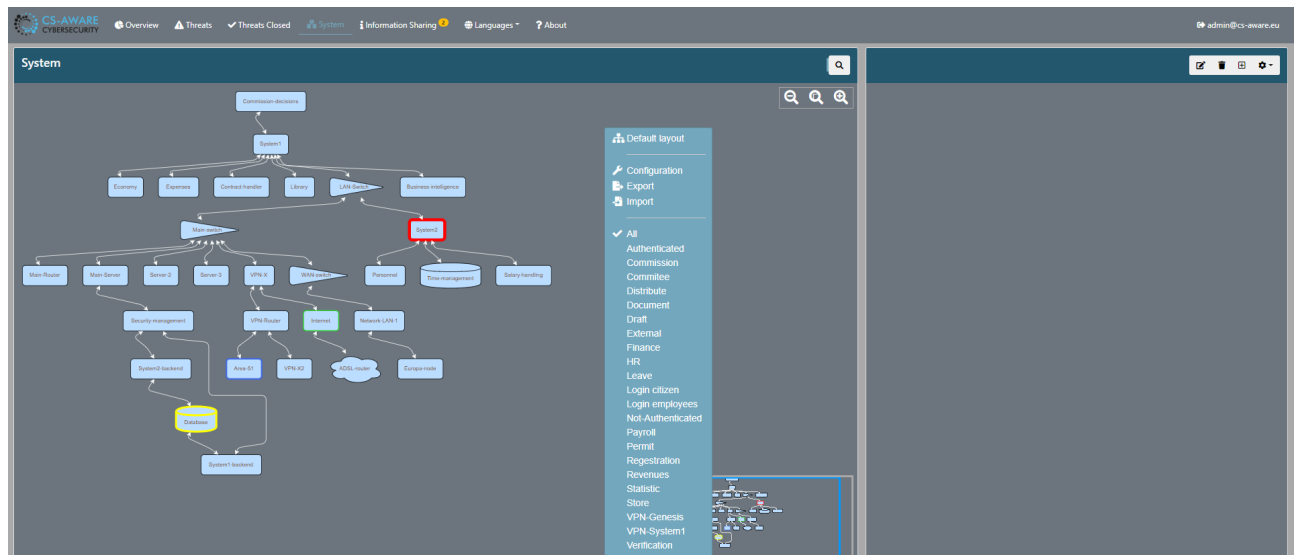 CS-AWARE
CYBERSECURITY
Overview
Threats
Threats Closed
System
Information Sharing 2
Languages
About
admin@cs-aware.eu
System
Commission-decisions
System1
Economy
Expenses
Contract-handler
Library
LAN-Switch
Business-intelligence
Main-switch
System2
Main-Router
Main-Server
Server-2
Server-3
VPN-X
WAN-switch
Personnel
Time-management
Salary-handling
Security-management
VPN-Router
Internet
Network-LAN-1
System2-backend
Area-51
VPN-X2
ADSL-router
Europa-node
Database
System1-backend
Default layout
Configuration
Export
Import
All
Authenticated
Commission
Commitee
Distribute
Document
Draft
External
Finance
HR
Leave
Login citizen
Login employees
Not-Authenticated
Payroll
Permit
Regestration
Revenues
Statistic
Store
VPN-Genesis
VPN-System1
Verification